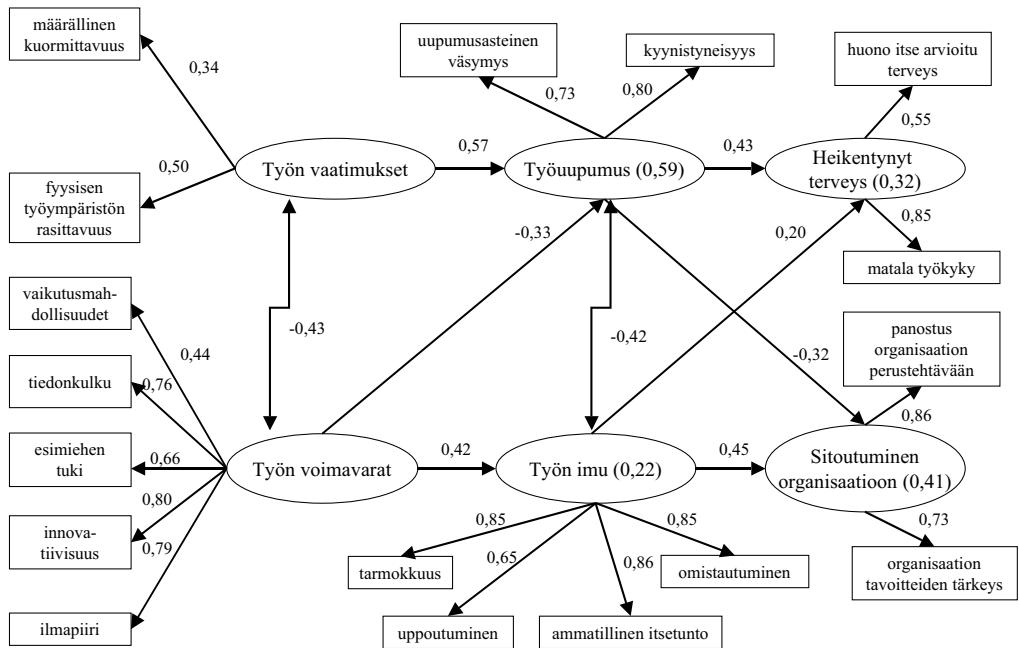 määrällinen
kuormittavuus
uupumusasteinen
väsymys
kyynistyneisyys
huono itse arvioitu
terveys
0,34
0,73
0,80
0,55
0,57
0,43
Työn vaatimukset
Työuupumus (0,59)
Heikentynyt
terveys (0,32)
0,50
fyysisen
työympäristön
rasittavuus
-0,33
0,20
0,85
matala työkyky
vaikutusmah-
dollisuudet
-0,43
-0,42
-0,32
panostus
organisaation
perustehtävään
0,44
tiedonkulku
0,76
0,86
esimiehen
tuki
0,66
Työn voimavarat
0,42
Työn imu (0,22)
0,45
Sitoutuminen
organisaatioon (0,41)
0,80
innova-
tiivisuus
0,79
0,85
0,65
0,86
0,85
0,73
tarmokkuus
omistautuminen
organisaation
tavoitteiden tärkeys
ilmapiiri
uppoutuminen
ammatillinen itsetunto